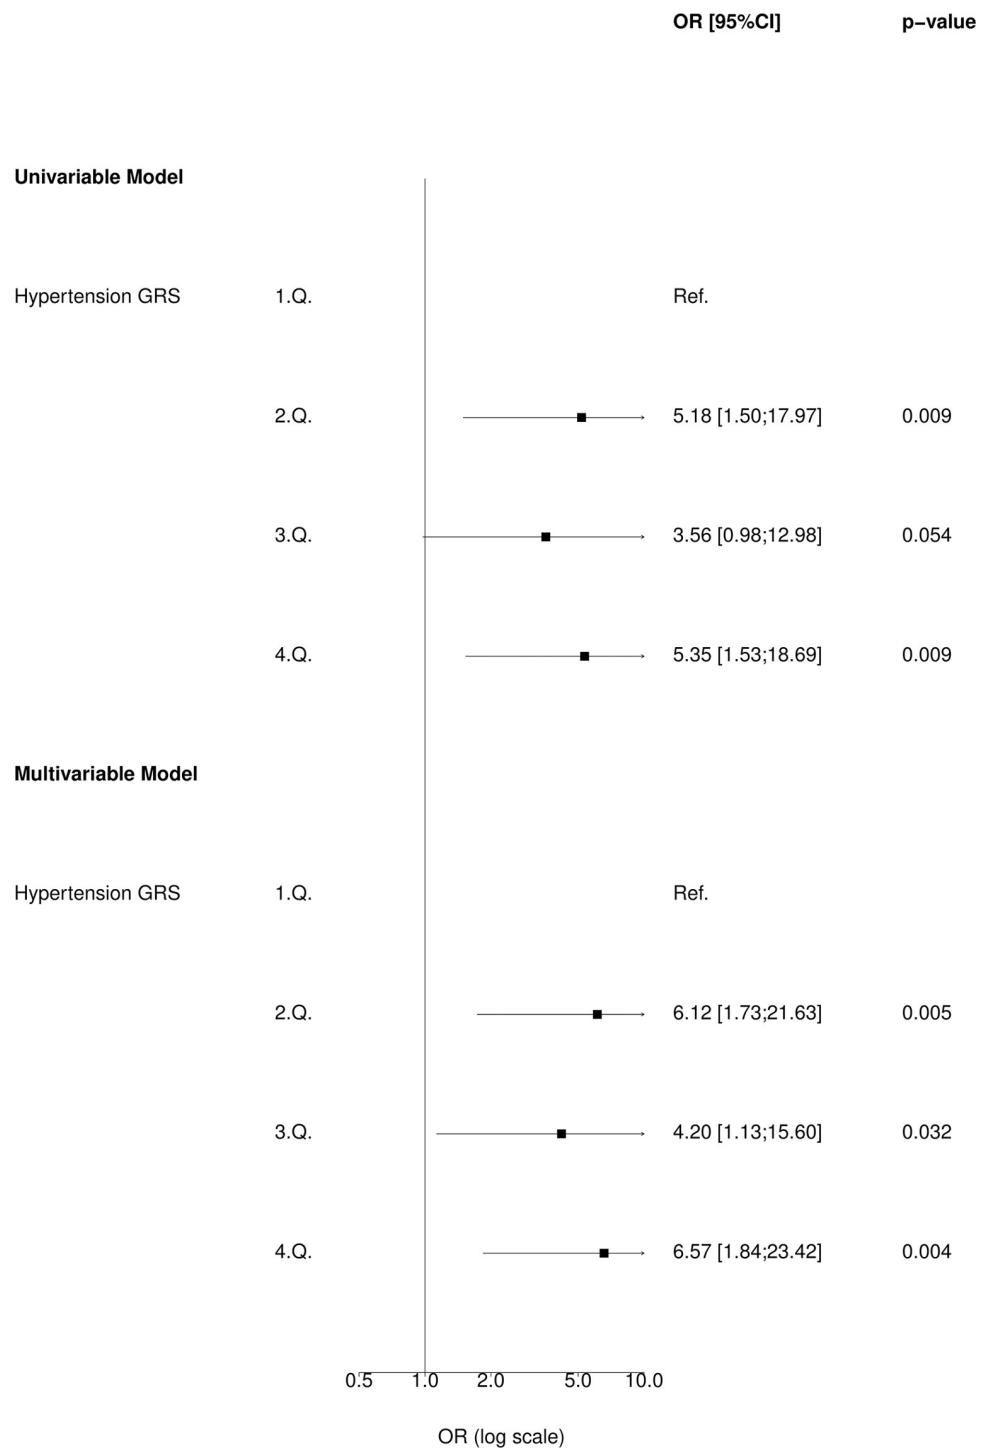 OR [95%CI] p−value
Univariable Model
Hypertension GRS 1.Q. Ref.
2.Q. 5.18 [1.50;17.97] 0.009
3.Q. 3.56 [0.98;12.98] 0.054
4.Q. 5.35 [1.53;18.69] 0.009
Multivariable Model
Hypertension GRS 1.Q. Ref.
2.Q. 6.12 [1.73;21.63] 0.005
3.Q. 4.20 [1.13;15.60] 0.032
4.Q. 6.57 [1.84;23.42] 0.004
0.5 1.0 2.0 5.0 10.0
OR (log scale)